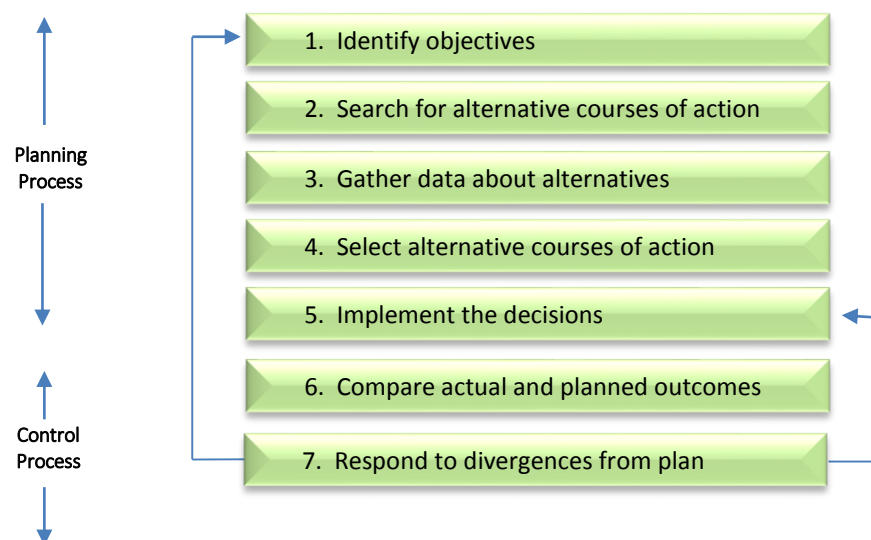 1. Identify objectives
2. Search for alternative courses of action
Planning
Process
3. Gather data about alternatives
4. Select alternative courses of action
5. Implement the decisions
6. Compare actual and planned outcomes
Control
Process
7. Respond to divergences from plan